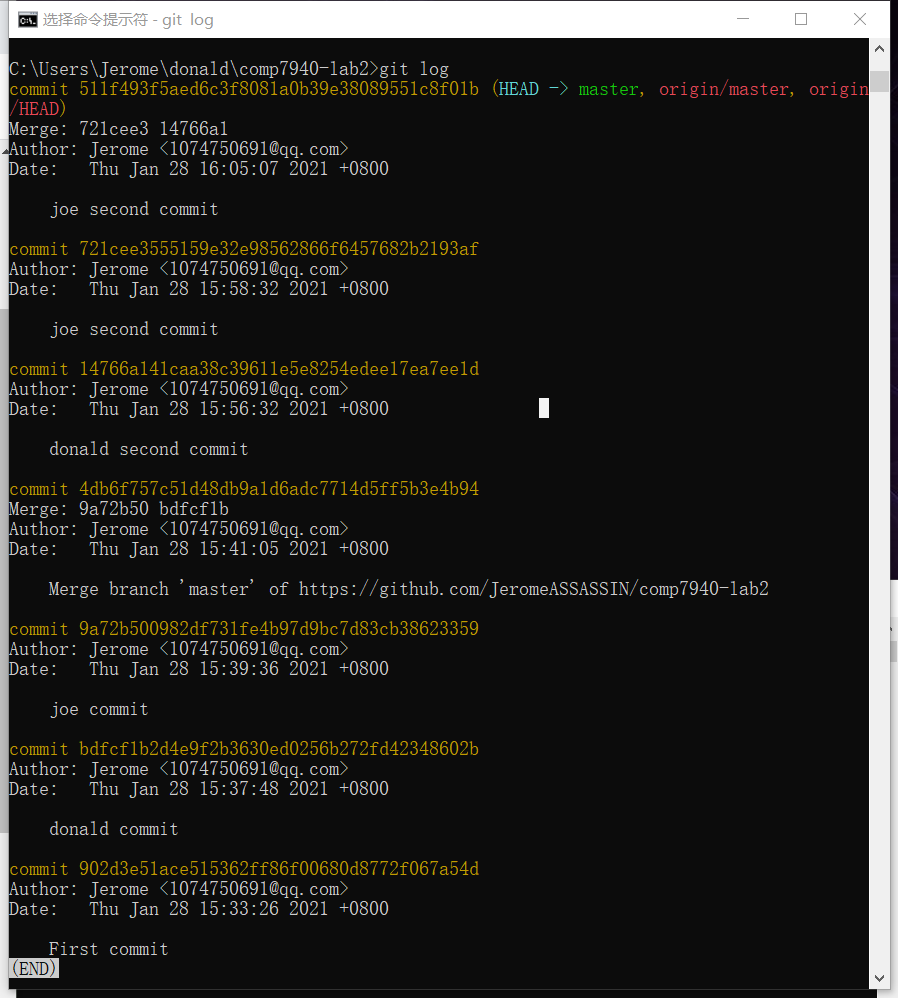 选择命令提示符 - git log
C:\Users\Jerome\donald\comp7940-lab2>git log
commit 511f493f5aed6c3f8081a0b39e38089551c8f01b (HEAD -> master, origin/master, origin
/HEAD)
Merge: 721cee3 14766a1
Author: Jerome <1074750691@qq.com>
Date:   Thu Jan 28 16:05:07 2021 +0800
    joe second commit
commit 721cee3555159e32e98562866f6457682b2193af
Author: Jerome <1074750691@qq.com>
Date:   Thu Jan 28 15:58:32 2021 +0800
    joe second commit
commit 14766a141caa38c39611e5e8254edee17ea7ee1d
Author: Jerome <1074750691@qq.com>
Date:   Thu Jan 28 15:56:32 2021 +0800
    donald second commit
commit 4db6f757c51d48db9a1d6adc7714d5ff5b3e4b94
Merge: 9a72b50 bdfcf1b
Author: Jerome <1074750691@qq.com>
Date:   Thu Jan 28 15:41:05 2021 +0800
    Merge branch 'master' of https://github.com/JeromeASSASSIN/comp7940-lab2
commit 9a72b500982df731fe4b97d9bc7d83cb38623359
Author: Jerome <1074750691@qq.com>
Date:   Thu Jan 28 15:39:36 2021 +0800
    joe commit
commit bdfcf1b2d4e9f2b3630ed0256b272fd42348602b
Author: Jerome <1074750691@qq.com>
Date:   Thu Jan 28 15:37:48 2021 +0800
    donald commit
commit 902d3e51ace515362ff86f00680d8772f067a54d
Author: Jerome <1074750691@qq.com>
Date:   Thu Jan 28 15:33:26 2021 +0800
    First commit
(END)